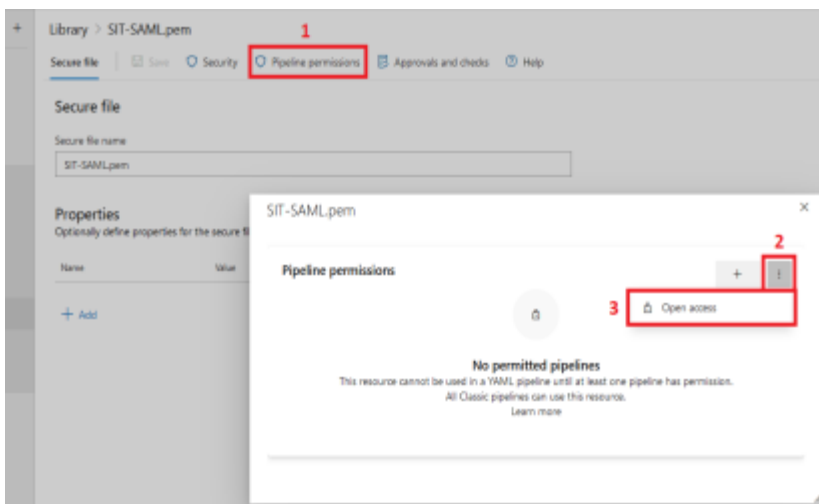 Library > SIT-SAML.pem
1
Secure file
Save
Security
Pipeline permissions
Approvals and checks
Help
Secure file
Secure file name
SIT-SAML.pem
Properties
Optionally define properties for the secure fi
Name
Value
+ Add
SIT-SAML.pem
2
Pipeline permissions
3
Open access
No permitted pipelines
This resource cannot be used in a YAML pipeline until at least one pipeline has permission.
All Classic pipelines can use this resource.
Learn more